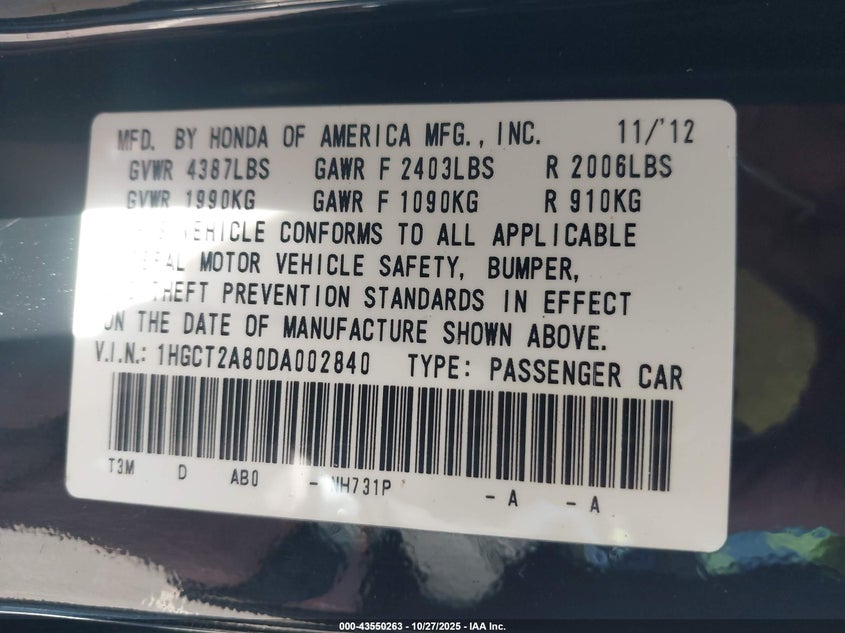 MFD. BY HONDA OF AMERICA MFG., INC. 11/'12
GVWR 4387LBS GAWR F 2403LBS R 2006LBS
GVWR 1990KG GAWR F 1090KG R 910KG
VEHICLE CONFORMS TO ALL APPLICABLE
MOTOR VEHICLE SAFETY, BUMPER,
THEFT PREVENTION STANDARDS IN EFFECT
ON THE DATE OF MANUFACTURE SHOWN ABOVE.
V.I.N.: 1HGCT2A80DA002840 TYPE: PASSENGER CAR
T3M D AB0 - NH731P - A - A
000-43550263 - 10/27/2025 - IAA Inc.